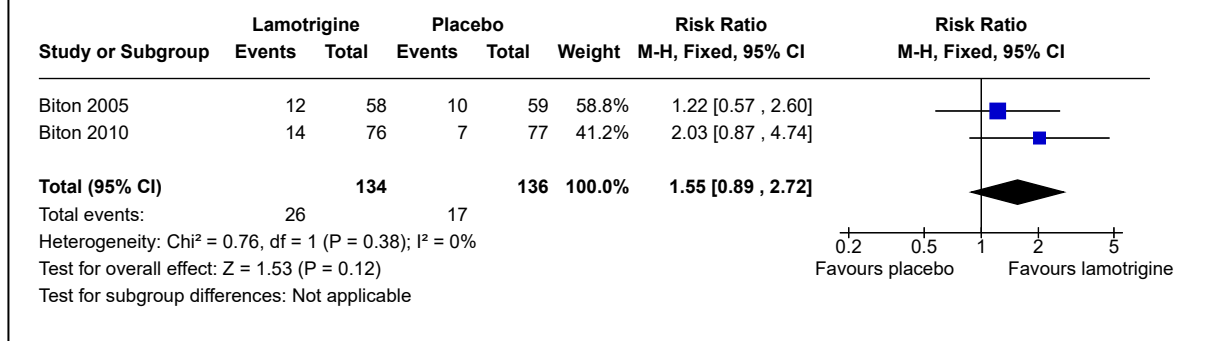 Lamotrigine Placebo Risk Ratio Risk Ratio
Study or Subgroup Events Total Events Total Weight M-H, Fixed, 95% CI M-H, Fixed, 95% CI
Biton 2005 12 58 10 59 58.8% 1.22 [0.57 , 2.60]
Biton 2010 14 76 7 77 41.2% 2.03 [0.87 , 4.74]
Total (95% CI) 134 136 100.0% 1.55 [0.89 , 2.72]
Total events: 26 17
Heterogeneity: Chi² = 0.76, df = 1 (P = 0.38); I² = 0%
Test for overall effect: Z = 1.53 (P = 0.12)
Test for subgroup differences: Not applicable
0.2 0.5 1 2 5
Favours placebo Favours lamotrigine